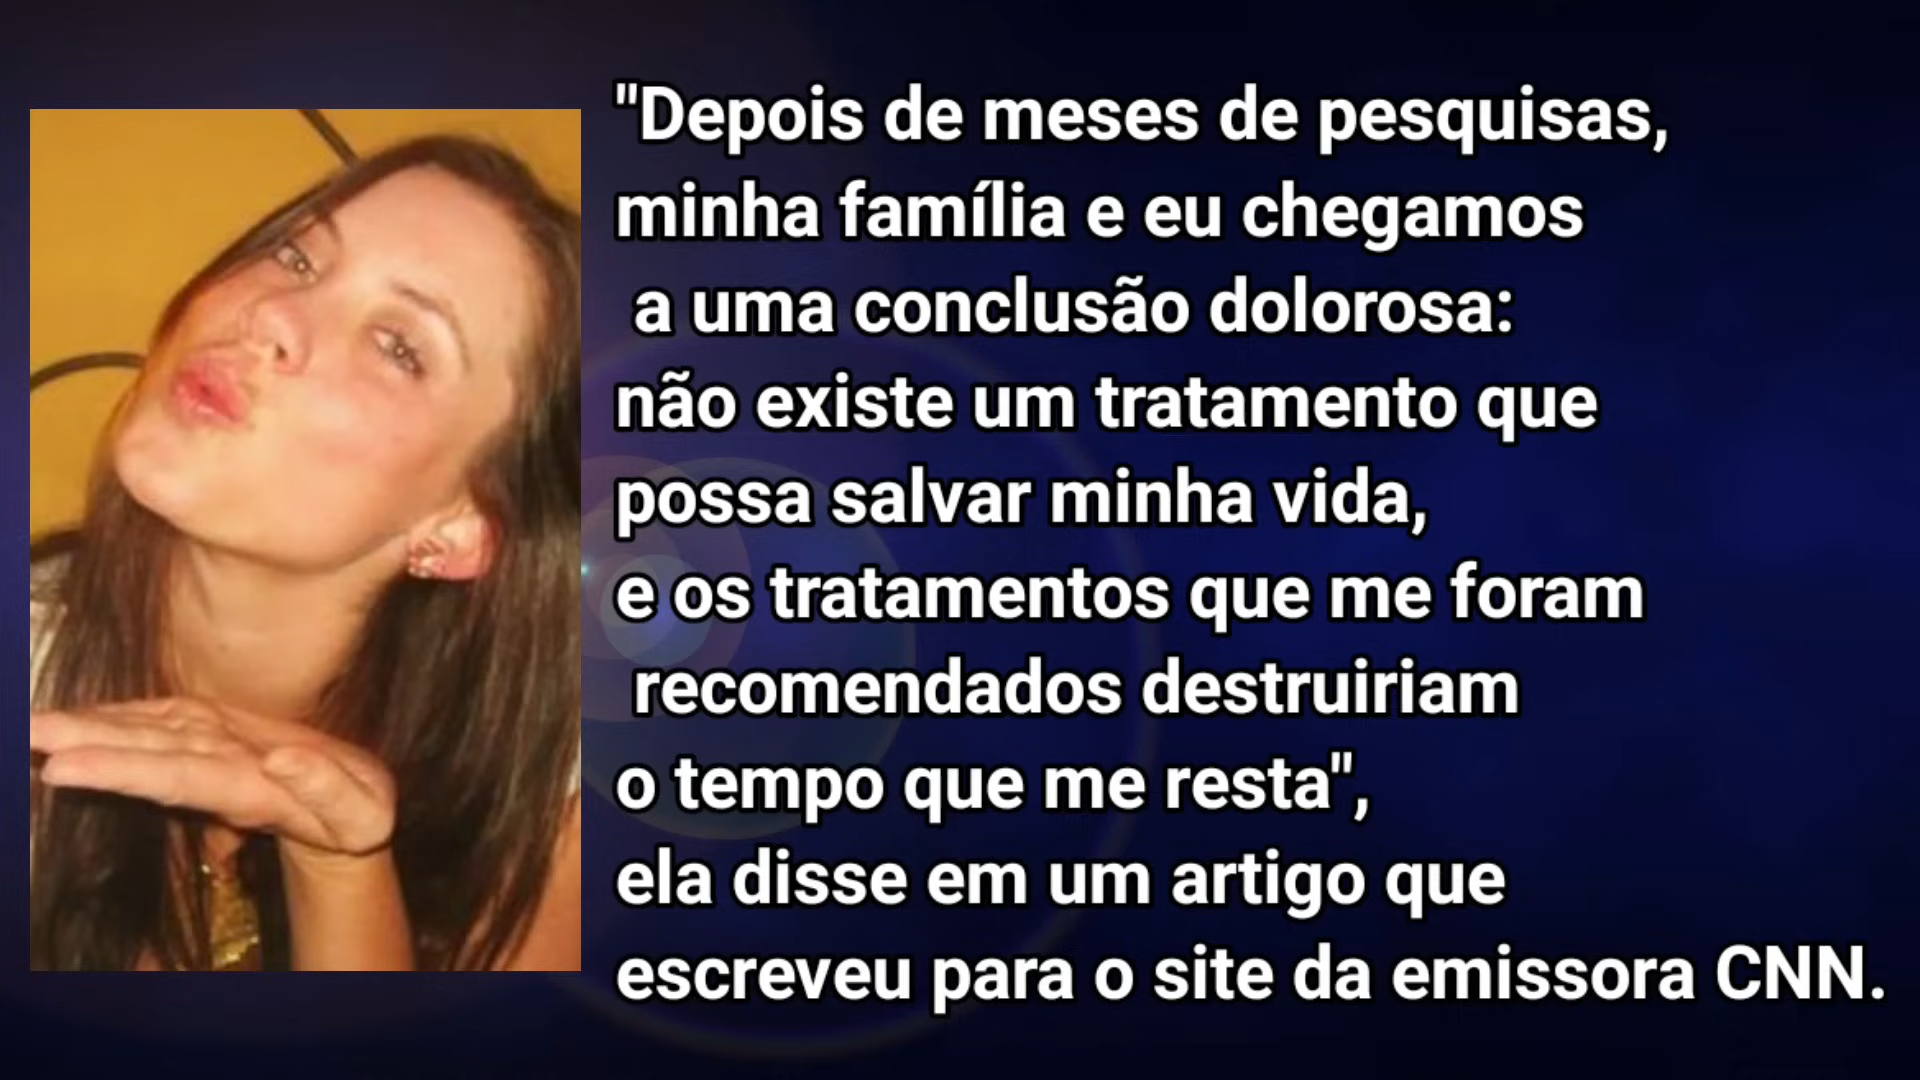 "Depois de meses de pesquisas,
minha família e eu chegamos
a uma conclusão dolorosa:
não existe um tratamento que
possa salvar minha vida,
e os tratamentos que me foram
recomendados destruiriam
o tempo que me resta",
ela disse em um artigo que
escreveu para o site da emissora CNN.